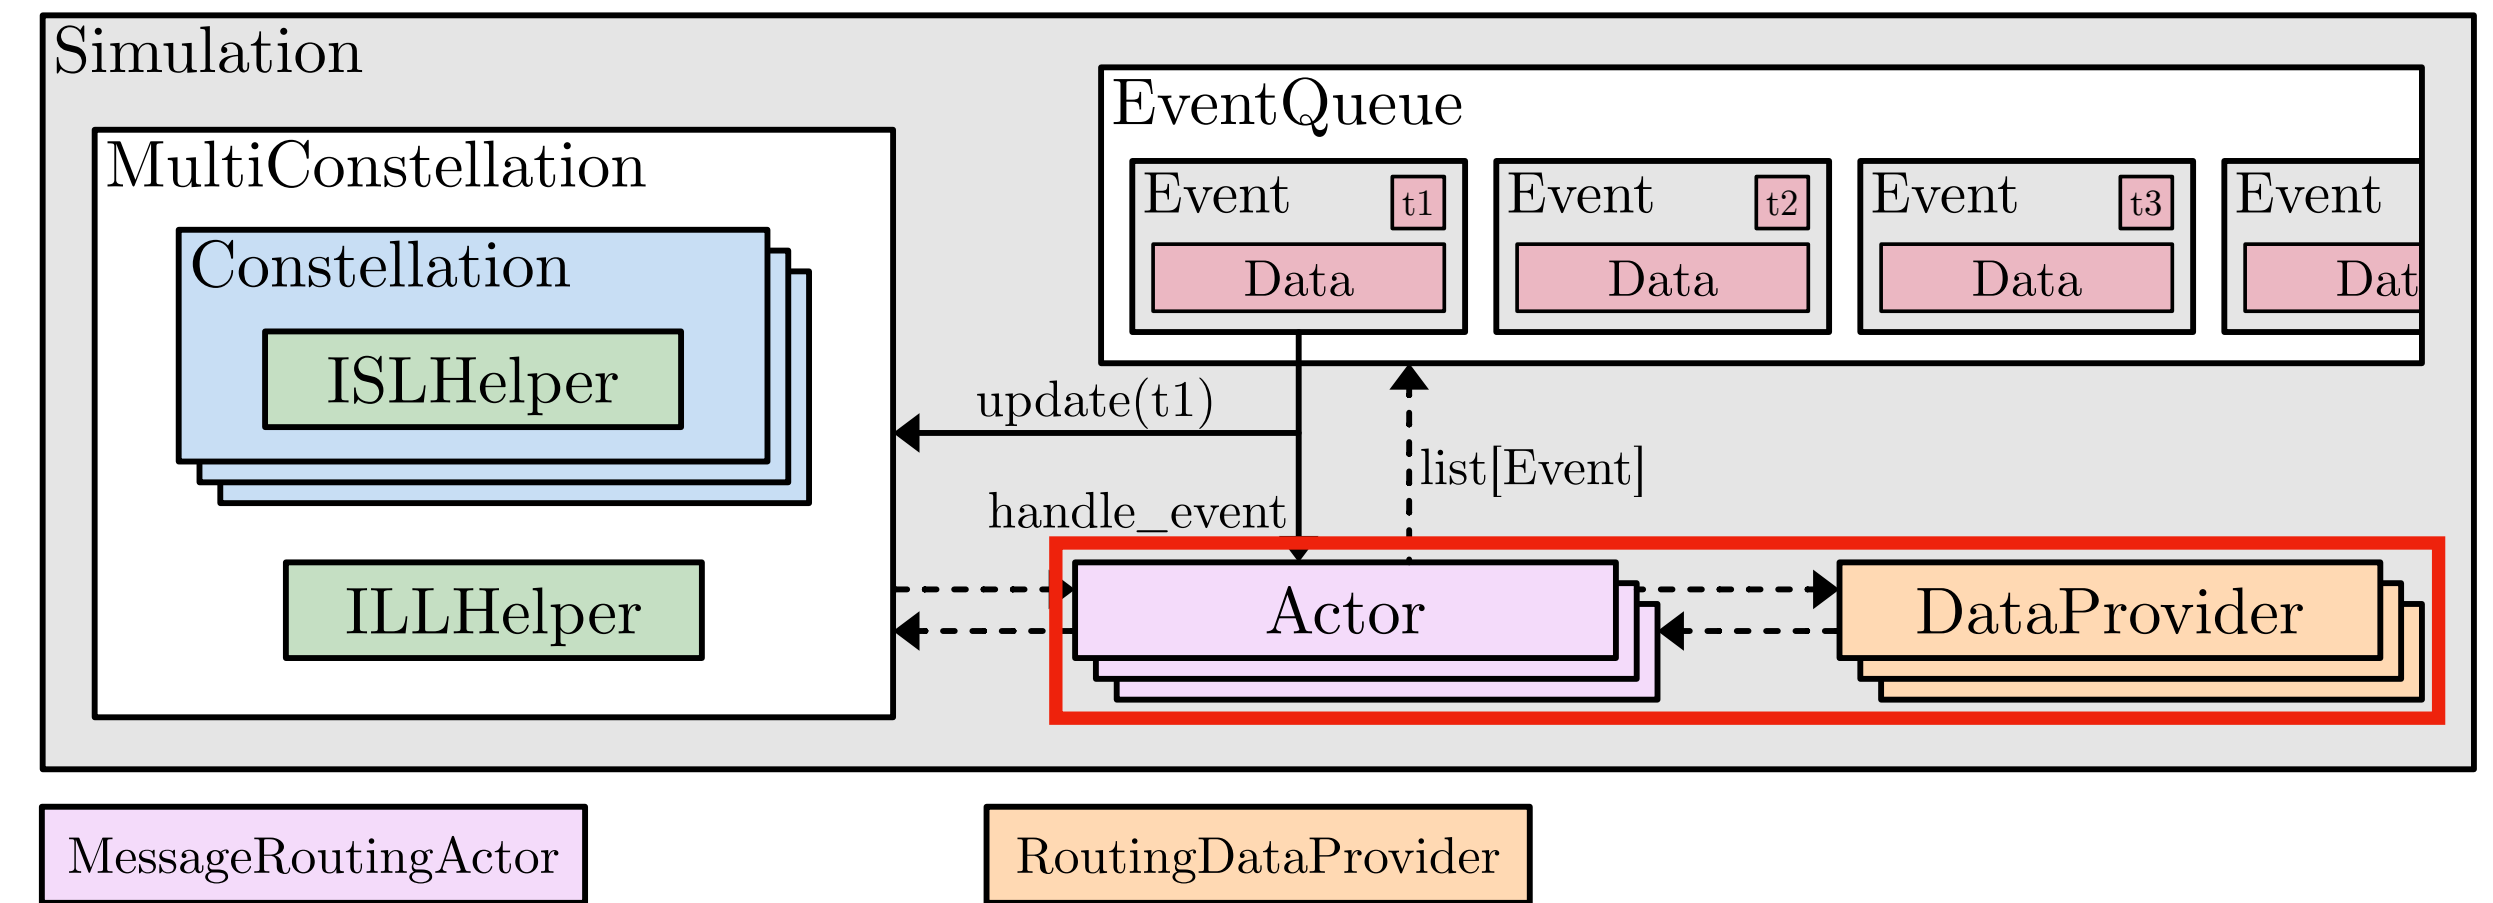 Simulation
MultiConstellation
Constellation
ISLHelper
ILLHelper
EventQueue
Event
t1
Data
Event
t2
Data
Event
t3
Data
Event
Data
update(t1)
list[Event]
handle_event
Actor
DataProvider
MessageRoutingActor
RoutingDataProvider